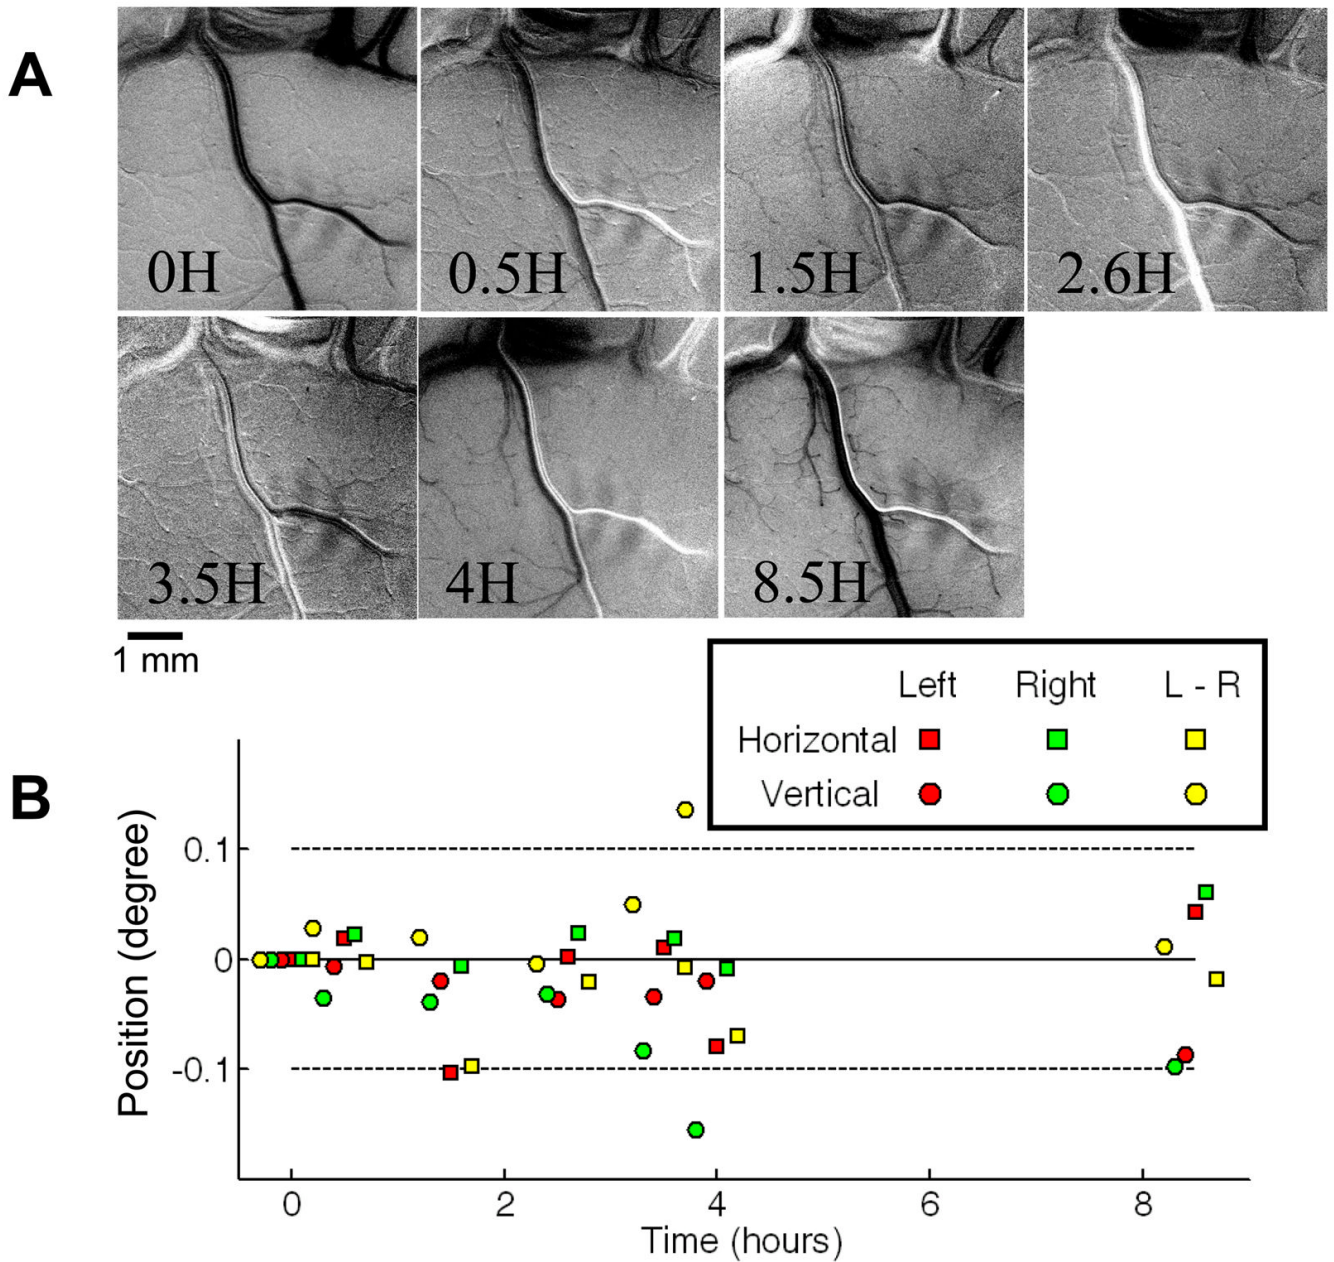 A
0H
0.5H
1.5H
2.6H
3.5H
4H
8.5H
1 mm
Left Right L - R
Horizontal
Vertical
B
Position (degree)
0.1
0
-0.1
0 2 4 6 8
Time (hours)